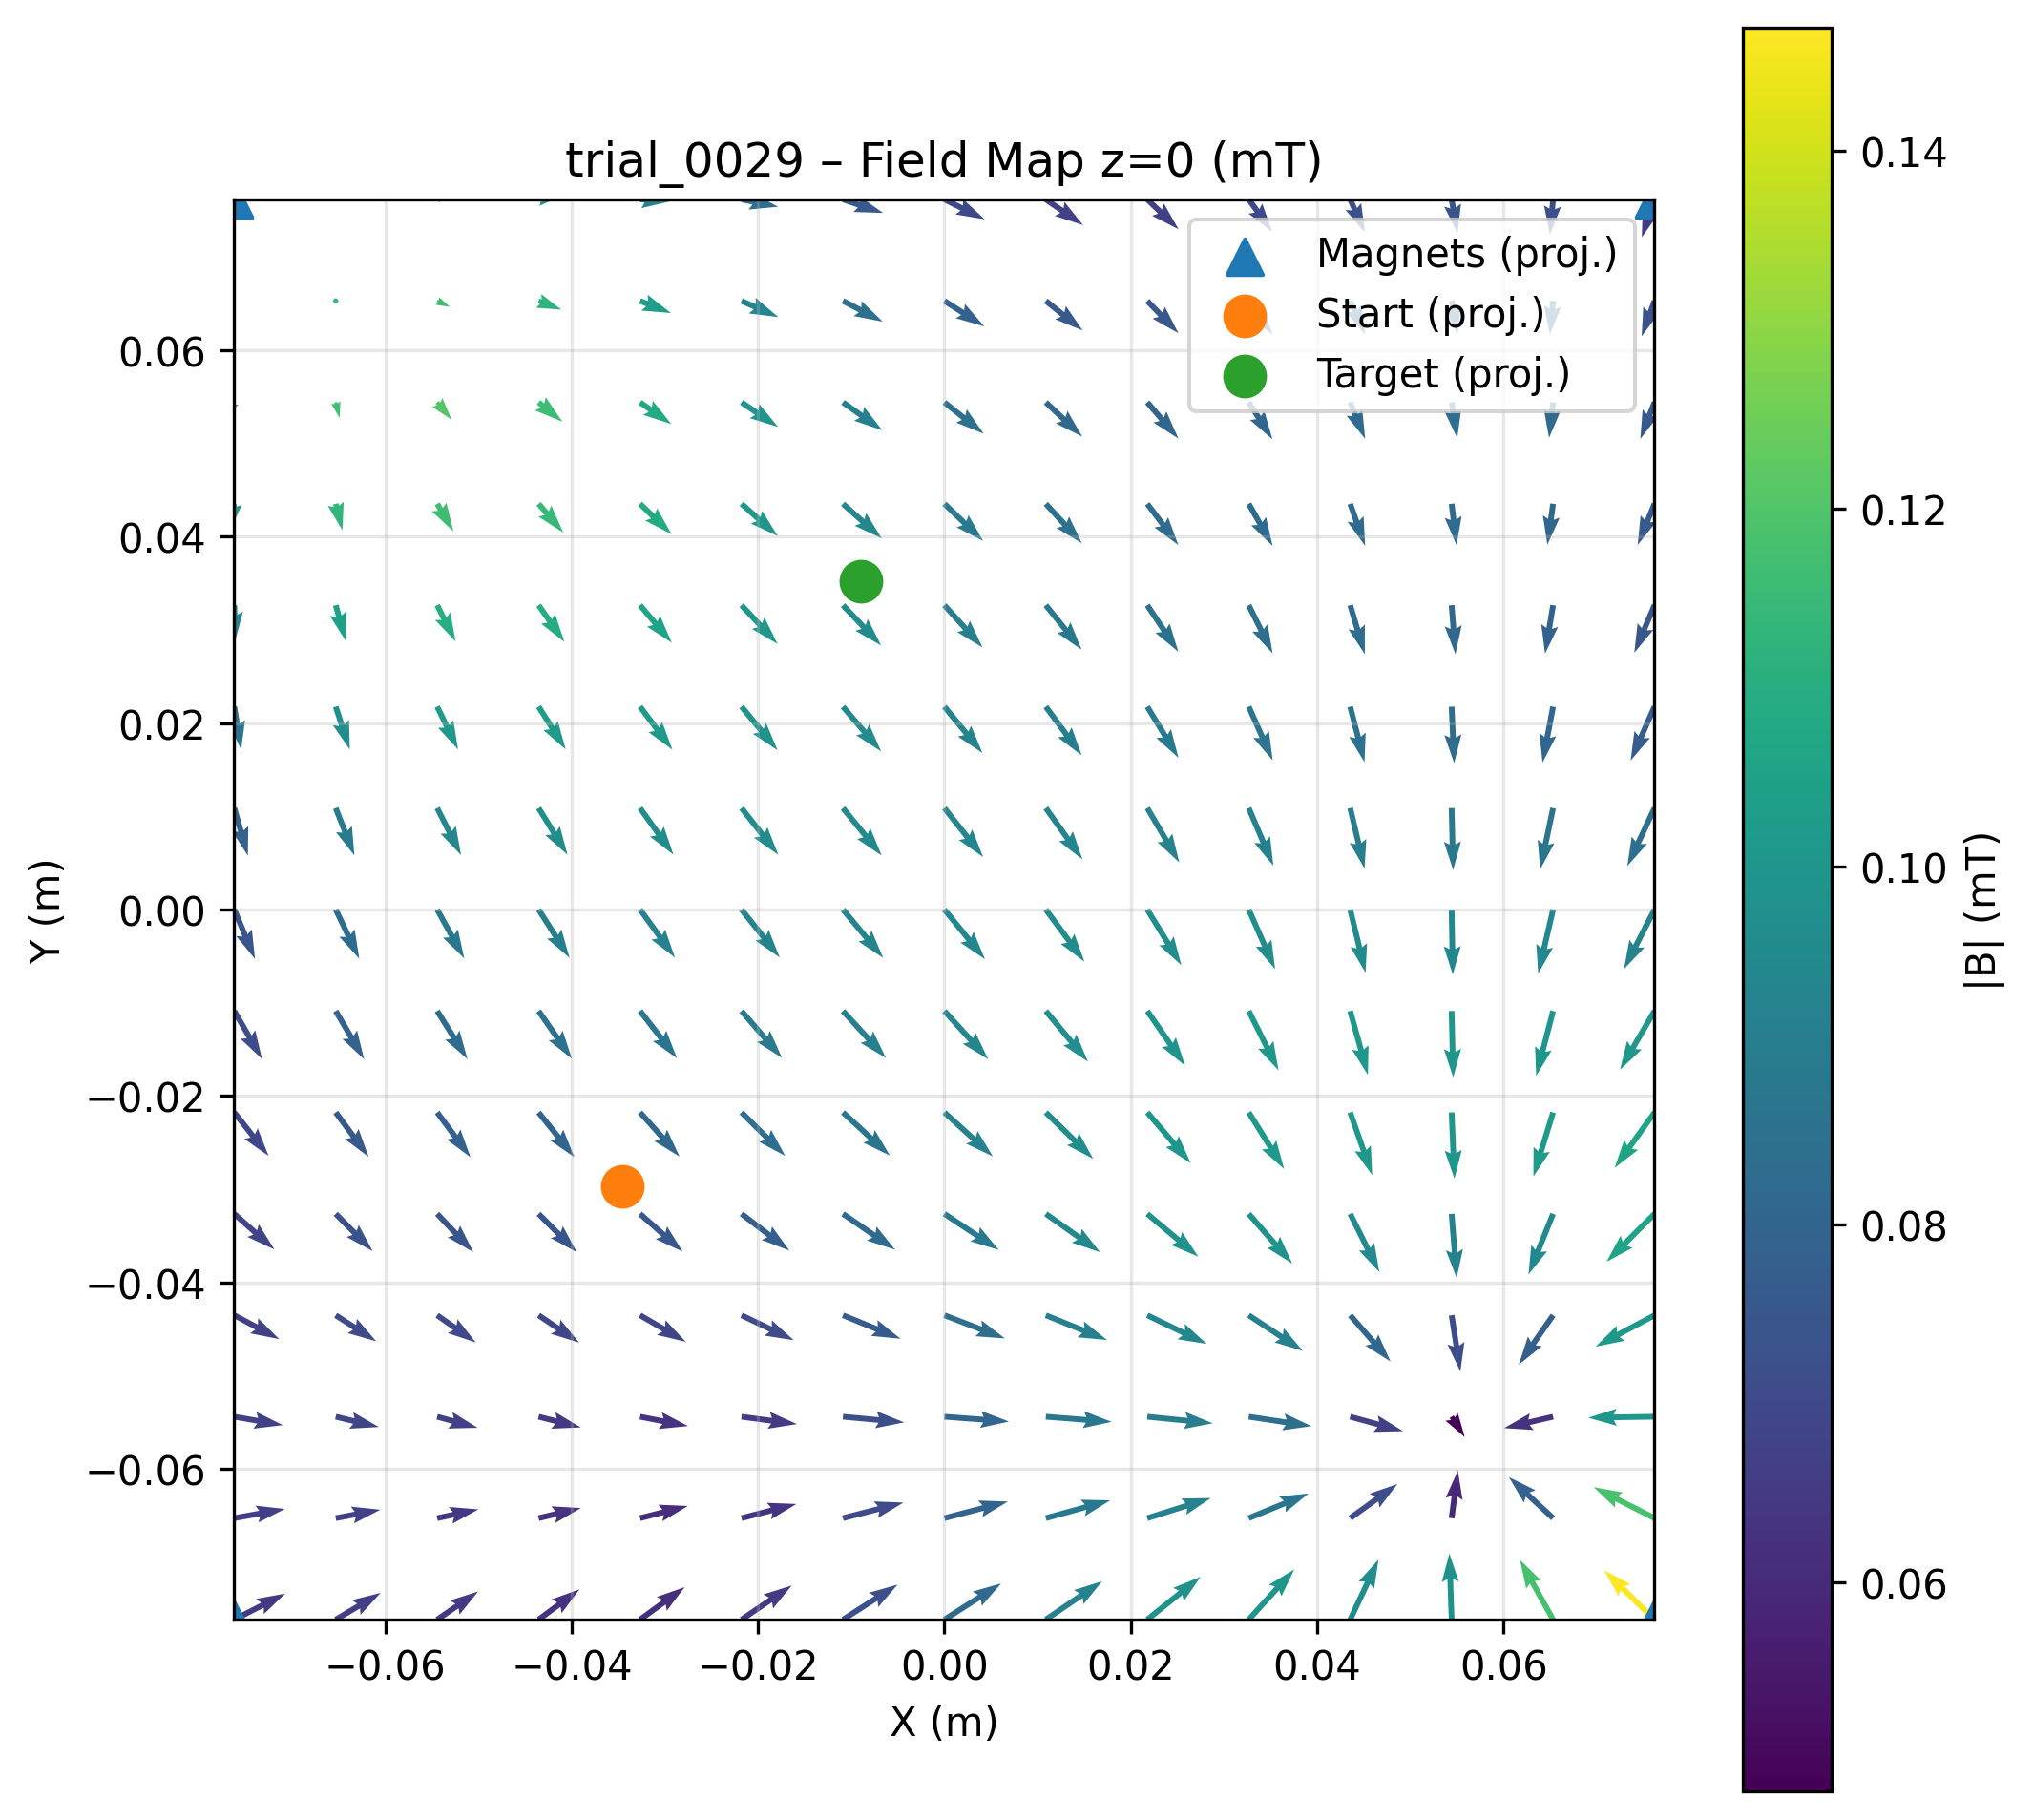 trial_0029 – Field Map z=0 (mT)
Magnets (proj.)
Start (proj.)
Target (proj.)
0.06
0.04
0.02
0.00
−0.02
−0.04
−0.06
Y (m)
−0.06
−0.04
−0.02
0.00
0.02
0.04
0.06
X (m)
0.14
0.12
0.10
0.08
0.06
|B| (mT)